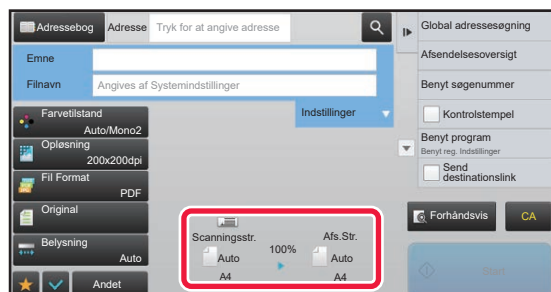 Adressebog
Adresse
Tryk for at angive adresse
Emne
Filnavn
Angives af Systemindstillinger
Indstillinger
Farvetilstand
Auto/Mono2
Opløsning
200x200dpi
Fil Format
PDF
Original
Belysning
Auto
Andet
Scanningsstr.
Auto
A4
100%
Afs.Str.
Auto
A4
Global adressesøgning
Afsendelsesoversigt
Benyt søgenummer
Kontrolstempel
Benyt program
Benyt reg. Indstillinger
Send
destinationslink
Forhåndsvis
CA
Start